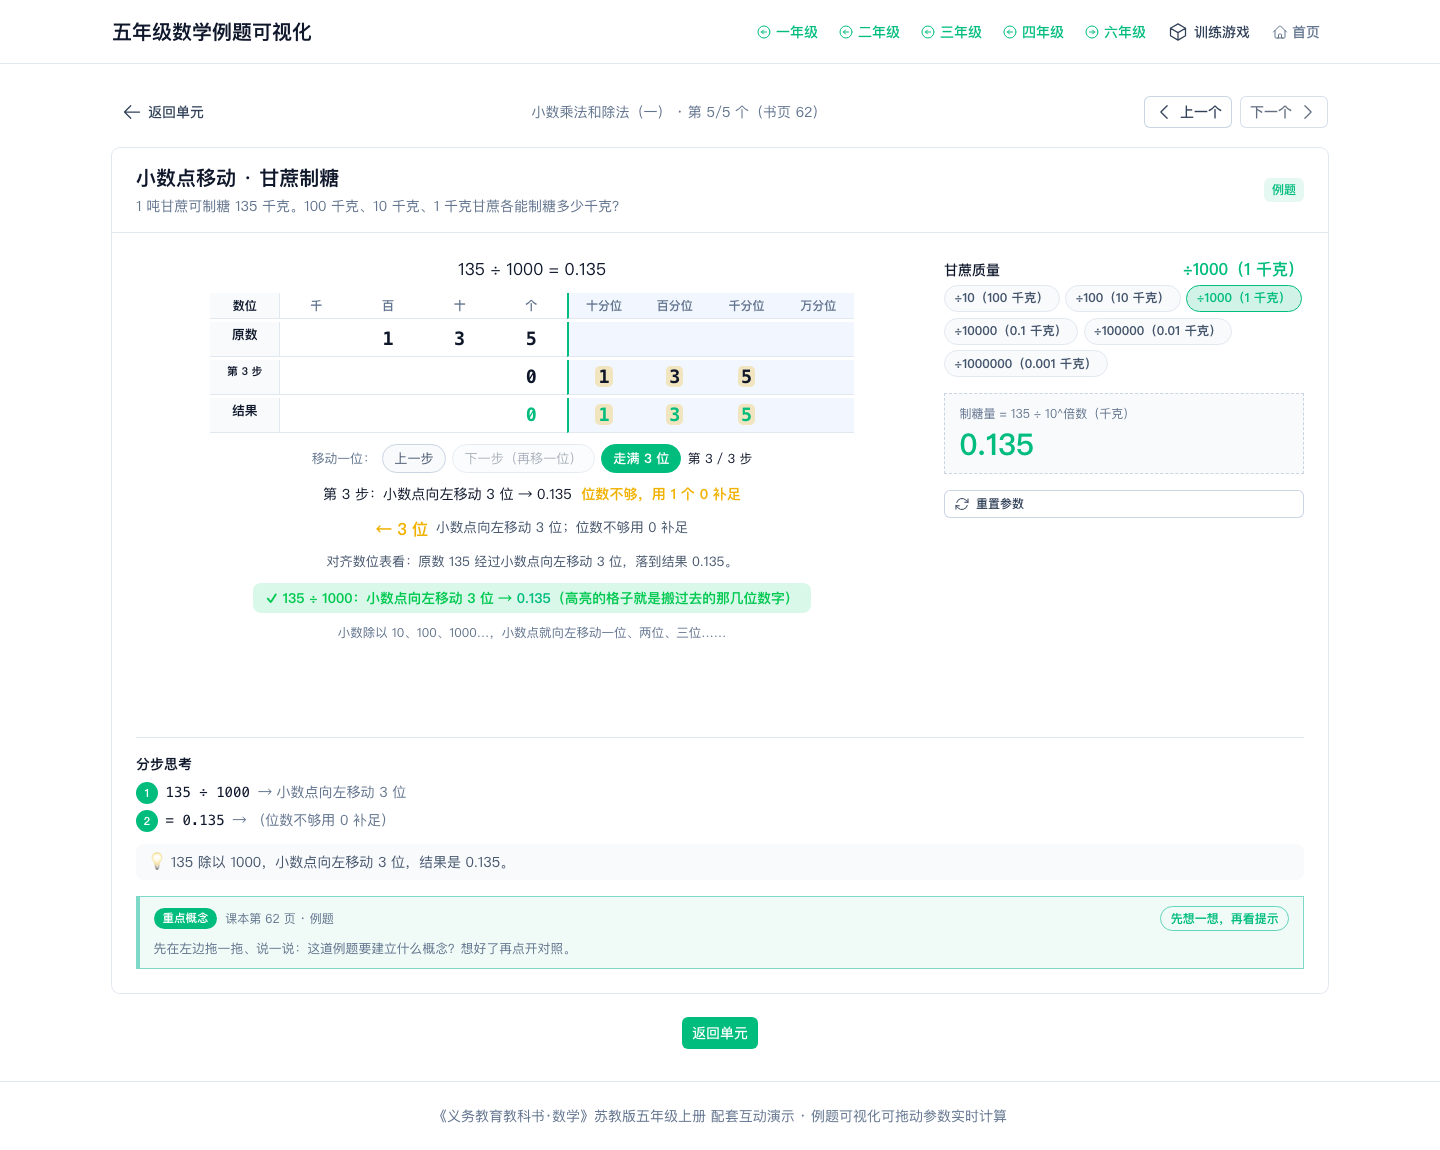 五年级数学例题可视化
一年级 二年级 三年级 四年级 六年级 训练游戏 首页
返回单元
小数乘法和除法（一） · 第 5/5 个（书页 62）
上一个 下一个
小数点移动 · 甘蔗制糖
1 吨甘蔗可制糖 135 千克。100 千克、10 千克、1 千克甘蔗各能制糖多少千克？
例题
135 ÷ 1000 = 0.135
数位 千 百 十 个 十分位 百分位 千分位 万分位
原数 1 3 5
第 3 步 0 1 3 5
结果 0 1 3 5
移动一位： 上一步 下一步（再移一位） 走满 3 位 第 3 / 3 步
第 3 步：小数点向左移动 3 位 → 0.135 位数不够，用 1 个 0 补足
← 3 位 小数点向左移动 3 位；位数不够用 0 补足
对齐数位表看：原数 135 经过小数点向左移动 3 位，落到结果 0.135。
✓ 135 ÷ 1000：小数点向左移动 3 位 → 0.135（高亮的格子就是搬过去的那几位数字）
小数除以 10、100、1000…，小数点就向左移动一位、两位、三位……
甘蔗质量 ÷1000（1 千克）
÷10（100 千克） ÷100（10 千克） ÷1000（1 千克）
÷10000（0.1 千克） ÷100000（0.01 千克）
÷1000000（0.001 千克）
制糖量 = 135 ÷ 10^倍数（千克）
0.135
重置参数
分步思考
1 135 ÷ 1000 → 小数点向左移动 3 位
2 = 0.135 → （位数不够用 0 补足）
💡 135 除以 1000，小数点向左移动 3 位，结果是 0.135。
重点概念 课本第 62 页 · 例题
先想一想，再看提示
先在左边拖一拖、说一说：这道例题要建立什么概念？想好了再点开对照。
返回单元
《义务教育教科书·数学》苏教版五年级上册 配套互动演示 · 例题可视化可拖动参数实时计算